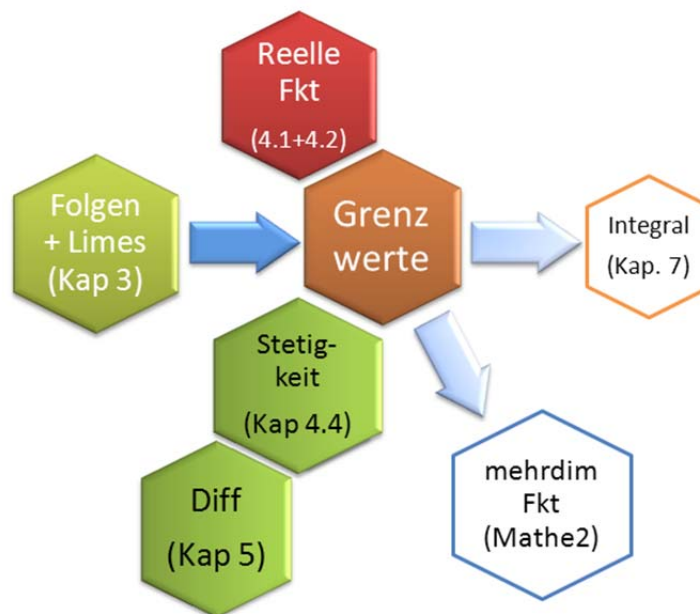 Reelle
Fkt
(4.1+4.2)
Folgen
+ Limes
(Kap 3)
Grenz
werte
Integral
(Kap. 7)
Stetig-
keit
(Kap 4.4)
Diff
(Kap 5)
mehrdim
Fkt
(Mathe2)